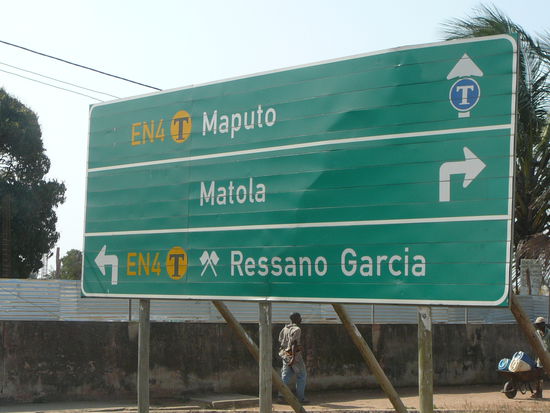 EN4 T Maputo T
Matola
EN4 T Ressano Garcia